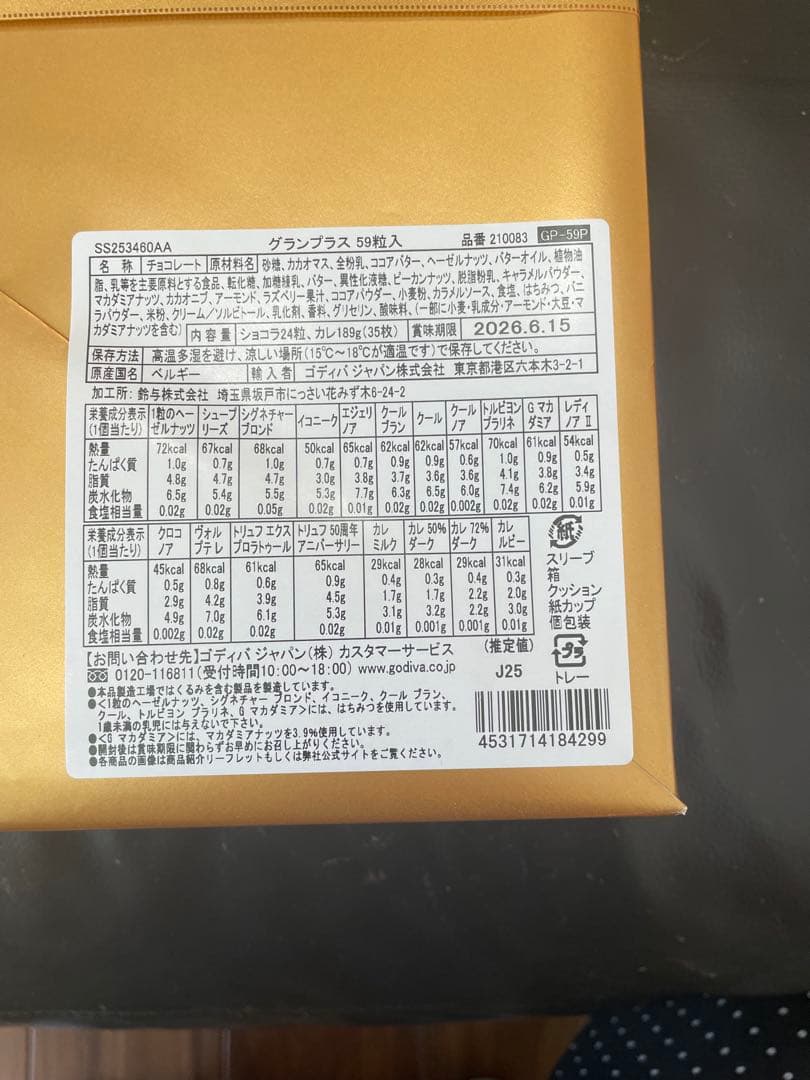 SS253460AA グランプラス 59粒入 品番 210083 GP-59P
名 称 チョコレート 原材料名 砂糖、カカオマス、全粉乳、ココアバター、ヘーゼルナッツ、バターオイル、植物油
脂、乳等を主要原料とする食品、転化糖、加糖練乳、バター、異性化液糖、ピーカンナッツ、脱脂粉乳、キャラメルパウダー、
マカダミアナッツ、カカオニブ、アーモンド、ラズベリー果汁、ココアパウダー、小麦粉、カラメルソース、食塩、はちみつ、バニ
ラパウダー、米粉、クリーム/ソルビトール、乳化剤、香料、グリセリン、酸味料、(一部に小麦・乳成分・アーモンド・大豆・マ
カダミアナッツを含む) 内 容 量 ショコラ24粒、カレ189g(35枚) 賞味期限 2026.6.15
保存方法 高温多湿を避け、涼しい場所(15℃~18℃が適温です)で保存してください。
原産国名 ベルギー 輸 入 者 ゴディバ ジャパン株式会社 東京都港区六本木3-2-1
加工所: 鈴与株式会社 埼玉県坂戸市にっさい花みず木6-24-2
栄養成分表示 1粒のヘー シューブ シグネチャー イコニーク エジェリ クール クール クール トルビヨン G マカ レディ
(1個当たり) ゼルナッツ リーズ ブロンド ノア ブラン ノア プラリネ ダミア ノア Ⅱ
熱量 72kcal 67kcal 68kcal 50kcal 65kcal 62kcal 62kcal 57kcal 70kcal 61kcal 54kcal
たんぱく質 1.0g 0.7g 1.0g 0.7g 0.7g 0.9g 0.9g 0.6g 1.0g 0.9g 0.5g
脂質 4.8g 4.7g 4.7g 3.0g 3.8g 3.7g 3.6g 3.6g 4.1g 3.8g 3.4g
炭水化物 6.5g 5.4g 5.5g 5.3g 7.7g 6.3g 6.5g 6.0g 7.4g 6.2g 5.9g
食塩相当量 0.02g 0.02g 0.05g 0.02g 0.01g 0.02g 0.02g 0.002g 0.02g 0.02g 0.01g
栄養成分表示 クロコ ヴォル トリュフ エクス トリュフ 50周年 カレ カレ 50% カレ 72% カレ
(1個当たり) ノア プテ レ プロラトゥール アニバーサリー ミルク ダーク ダーク ルビー
熱量 45kcal 68kcal 61kcal 65kcal 29kcal 28kcal 29kcal 31kcal
たんぱく質 0.5g 0.8g 0.6g 0.9g 0.4g 0.3g 0.4g 0.3g
脂質 2.9g 4.2g 3.9g 4.5g 1.7g 1.7g 2.2g 2.0g
炭水化物 4.9g 7.0g 6.1g 5.3g 3.1g 3.2g 2.2g 3.0g
食塩相当量 0.002g 0.02g 0.02g 0.02g 0.01g 0.001g 0.001g 0.01g
紙
スリーブ
箱
クッション
紙カップ
個包装
プラ
トレー
【お問い合わせ先】ゴディバ ジャパン(株) カスタマーサービス (推定値)
0120-116811(受付時間10:00~18:00) www.godiva.co.jp J25
●本品製造工場ではくるみを含む製品を製造しています。
●<1粒のヘーゼルナッツ、シグネチャー ブロンド、イコニーク、クール ブラン、
クール、トルビヨン プラリネ、G マカダミア>には、はちみつを使用しています。
1歳未満の乳児には与えないで下さい。
●<G マカダミア>には、マカダミアナッツを3.9%使用しています。
●開封後は賞味期限に関わらずお早めにお召し上がりください。
●各商品の画像は商品紹介リーフレットもしくは弊社公式サイトをご覧ください。
4531714184299